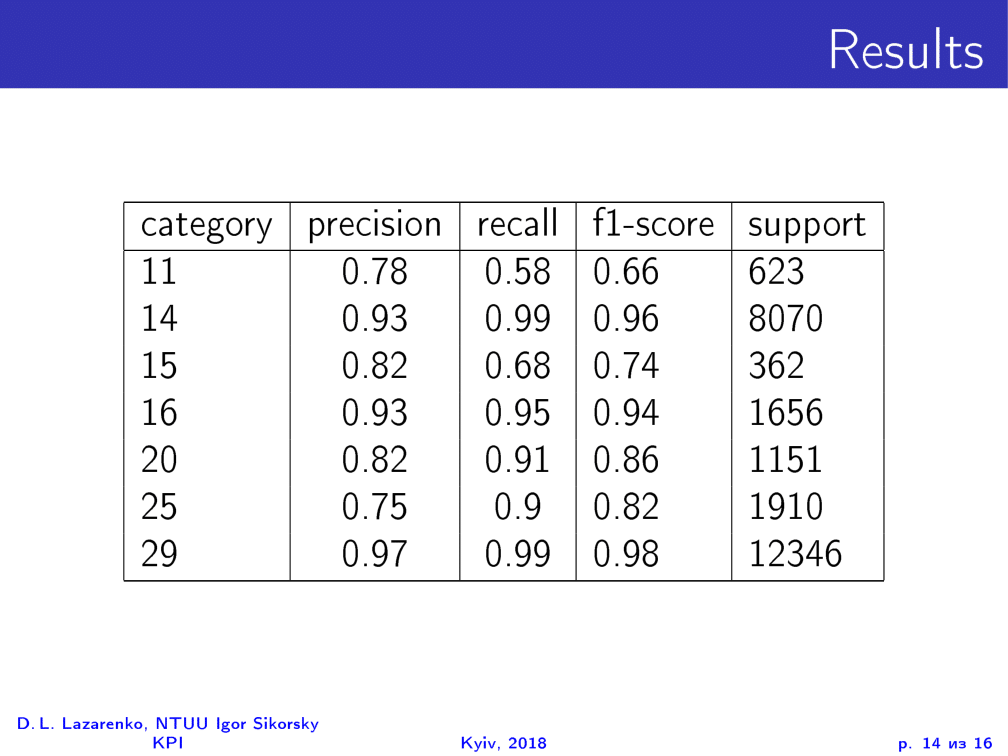 Results
category precision recall f1-score support
11 0.78 0.58 0.66 623
14 0.93 0.99 0.96 8070
15 0.82 0.68 0.74 362
16 0.93 0.95 0.94 1656
20 0.82 0.91 0.86 1151
25 0.75 0.9 0.82 1910
29 0.97 0.99 0.98 12346
D. L. Lazarenko, NTUU Igor Sikorsky
KPI Kyiv, 2018 p. 14 из 16